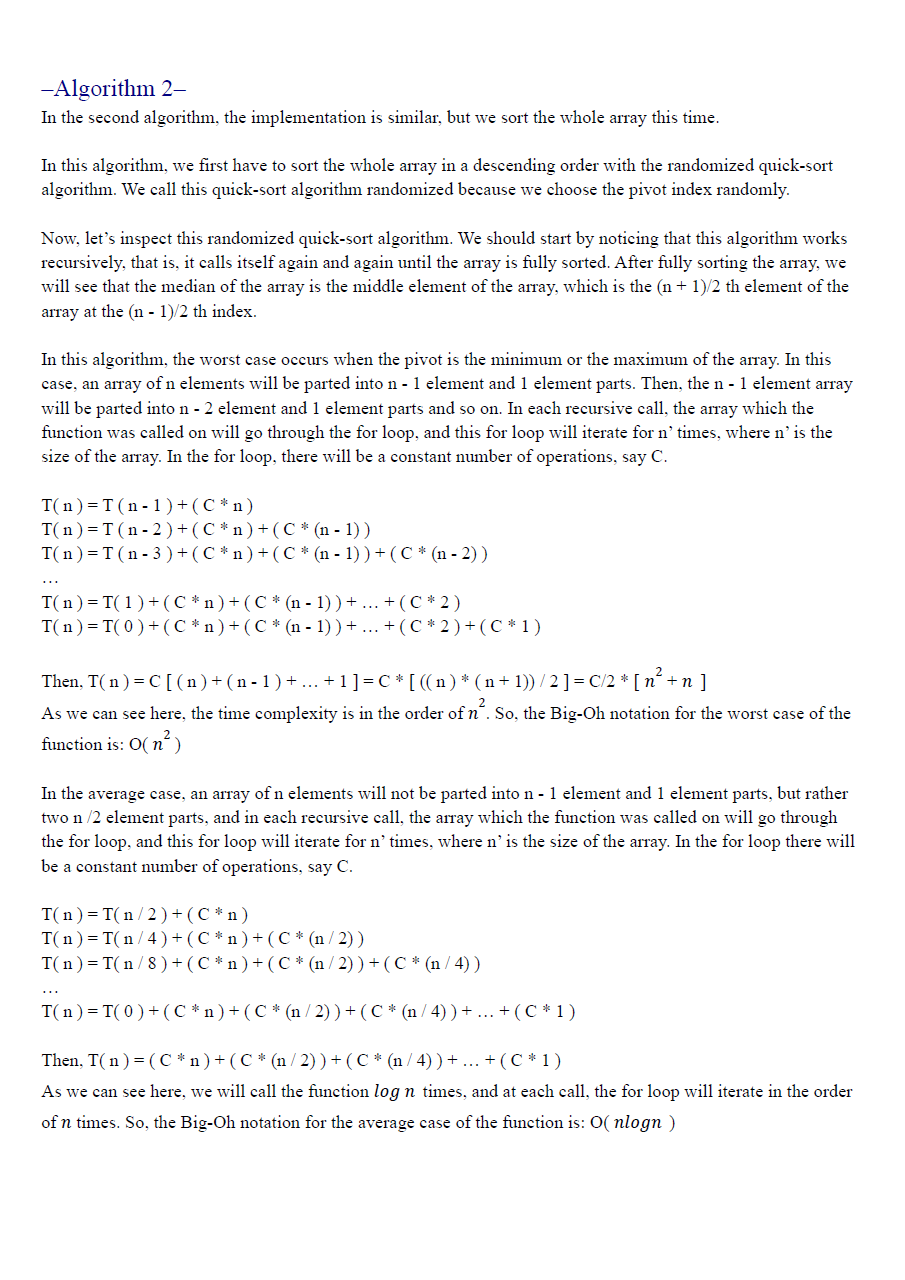 –Algorithm 2–
In the second algorithm, the implementation is similar, but we sort the whole array this time.
In this algorithm, we first have to sort the whole array in a descending order with the randomized quick-sort
algorithm. We call this quick-sort algorithm randomized because we choose the pivot index randomly.
Now, let’s inspect this randomized quick-sort algorithm. We should start by noticing that this algorithm works
recursively, that is, it calls itself again and again until the array is fully sorted. After fully sorting the array, we
will see that the median of the array is the middle element of the array, which is the (n + 1)/2 th element of the
array at the (n - 1)/2 th index.
In this algorithm, the worst case occurs when the pivot is the minimum or the maximum of the array. In this
case, an array of n elements will be parted into n - 1 element and 1 element parts. Then, the n - 1 element array
will be parted into n - 2 element and 1 element parts and so on. In each recursive call, the array which the
function was called on will go through the for loop, and this for loop will iterate for n’ times, where n’ is the
size of the array. In the for loop, there will be a constant number of operations, say C.
T( n ) = T ( n - 1 ) + ( C * n )
T( n ) = T ( n - 2 ) + ( C * n ) + ( C * (n - 1) )
T( n ) = T ( n - 3 ) + ( C * n ) + ( C * (n - 1) ) + ( C * (n - 2) )
…
T( n ) = T( 1 ) + ( C * n ) + ( C * (n - 1) ) + … + ( C * 2 )
T( n ) = T( 0 ) + ( C * n ) + ( C * (n - 1) ) + … + ( C * 2 ) + ( C * 1 )
Then, T( n ) = C [ ( n ) + ( n - 1 ) + … + 1 ] = C * [ (( n ) * ( n + 1)) / 2 ] = C/2 * [ n² + n ]
As we can see here, the time complexity is in the order of n². So, the Big-Oh notation for the worst case of the
function is: O( n² )
In the average case, an array of n elements will not be parted into n - 1 element and 1 element parts, but rather
two n /2 element parts, and in each recursive call, the array which the function was called on will go through
the for loop, and this for loop will iterate for n’ times, where n’ is the size of the array. In the for loop there will
be a constant number of operations, say C.
T( n ) = T( n / 2 ) + ( C * n )
T( n ) = T( n / 4 ) + ( C * n ) + ( C * (n / 2) )
T( n ) = T( n / 8 ) + ( C * n ) + ( C * (n / 2) ) + ( C * (n / 4) )
…
T( n ) = T( 0 ) + ( C * n ) + ( C * (n / 2) ) + ( C * (n / 4) ) + … + ( C * 1 )
Then, T( n ) = ( C * n ) + ( C * (n / 2) ) + ( C * (n / 4) ) + … + ( C * 1 )
As we can see here, we will call the function log n times, and at each call, the for loop will iterate in the order
of n times. So, the Big-Oh notation for the average case of the function is: O( nlogn )